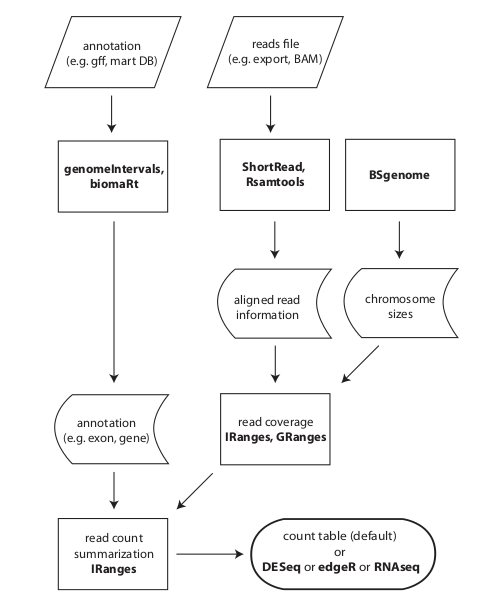 annotation
(e.g. gff, mart DB)
reads file
(e.g. export, BAM)
genomeIntervals,
biomaRt
ShortRead,
Rsamtools
BSgenome
aligned read
information
chromosome
sizes
annotation
(e.g. exon, gene)
read coverage
IRanges, GRanges
read count
summarization
IRanges
count table (default)
or
DESeq or edgeR or RNAseq